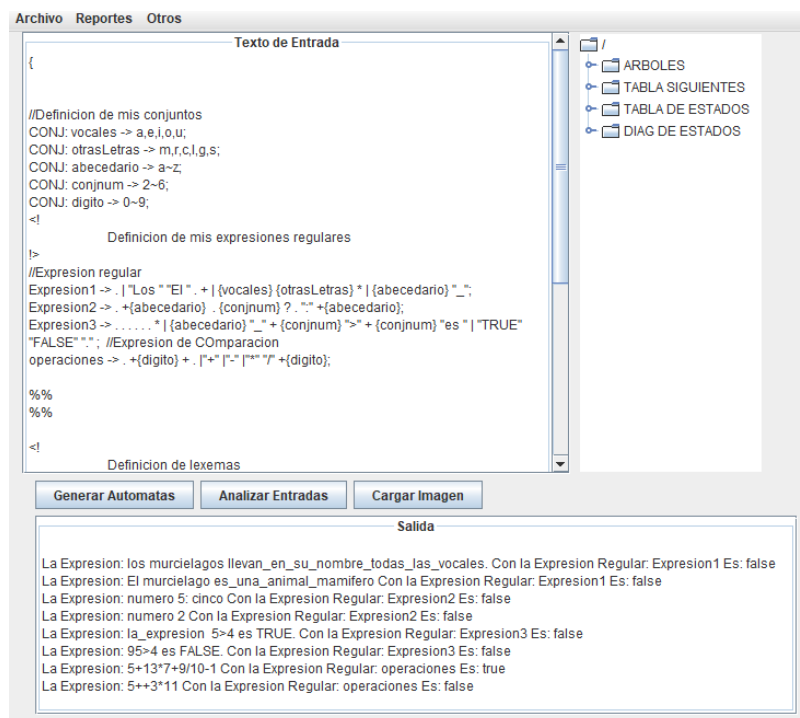 Archivo Reportes Otros
Texto de Entrada
{
//Definicion de mis conjuntos
CONJ: vocales -> a,e,i,o,u;
CONJ: otrasLetras -> m,r,c,l,g,s;
CONJ: abecedario -> a~z;
CONJ: conjnum -> 2~6;
CONJ: digito -> 0~9;
<!
Definicion de mis expresiones regulares
!>
//Expresion regular
Expresion1 -> . | "Los " "El " . + | {vocales} {otrasLetras} * | {abecedario} "_";
Expresion2 -> . +{abecedario} . {conjnum} ? . ":" +{abecedario};
Expresion3 -> . . . . . . * | {abecedario} "_" + {conjnum} ">" + {conjnum} "es " | "TRUE"
"FALSE" "." ; //Expresion de COmparacion
operaciones -> . +{digito} + . |"+" |"-" |"*" "/" +{digito};
%%
%%
<!
Definicion de lexemas
/
ARBOLES
TABLA SIGUIENTES
TABLA DE ESTADOS
DIAG DE ESTADOS
Generar Automatas Analizar Entradas Cargar Imagen
Salida
La Expresion: los murcielagos llevan_en_su_nombre_todas_las_vocales. Con la Expresion Regular: Expresion1 Es: false
La Expresion: El murcielago es_una_animal_mamifero Con la Expresion Regular: Expresion1 Es: false
La Expresion: numero 5: cinco Con la Expresion Regular: Expresion2 Es: false
La Expresion: numero 2 Con la Expresion Regular: Expresion2 Es: false
La Expresion: la_expresion  5>4 es TRUE. Con la Expresion Regular: Expresion3 Es: false
La Expresion: 95>4 es FALSE. Con la Expresion Regular: Expresion3 Es: false
La Expresion: 5+13*7+9/10-1 Con la Expresion Regular: operaciones Es: true
La Expresion: 5++3*11 Con la Expresion Regular: operaciones Es: false